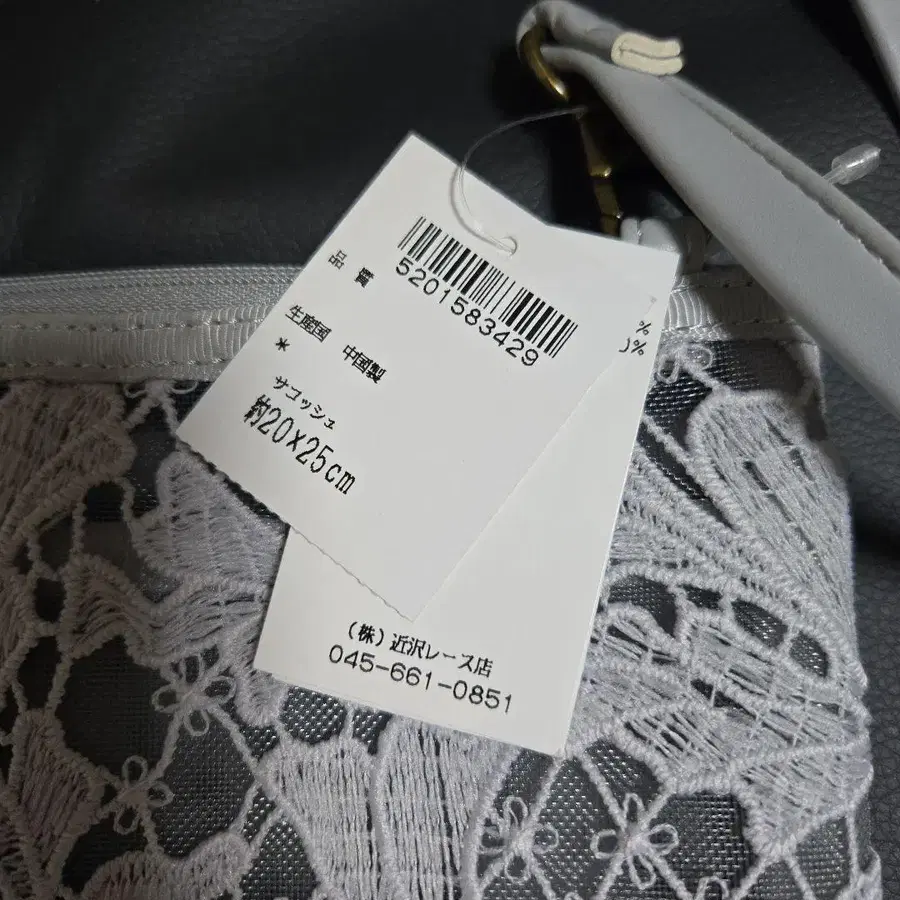 5201583429
品質
生産国 中国製
*
サコッシュ
約20×25cm
%
0%
(株)近沢レース店
045-661-0851